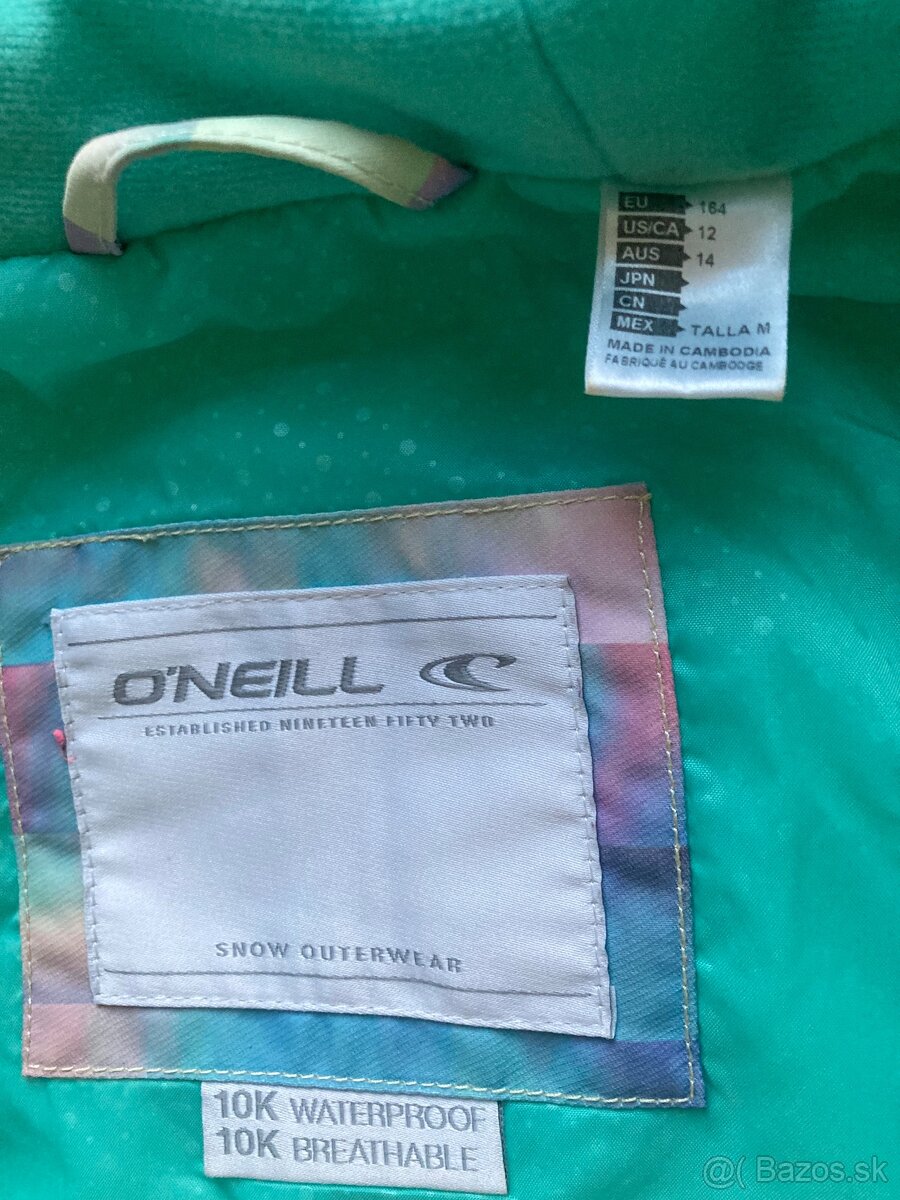 EU 164
US/CA 12
AUS 14
JPN
CN
MEX TALLA M
MADE IN CAMBODIA
FABRIQUÉ AU CAMBODGE
O'NEILL
ESTABLISHED NINETEEN FIFTY TWO
SNOW OUTERWEAR
10K WATERPROOF
10K BREATHABLE
@( Bazos.sk